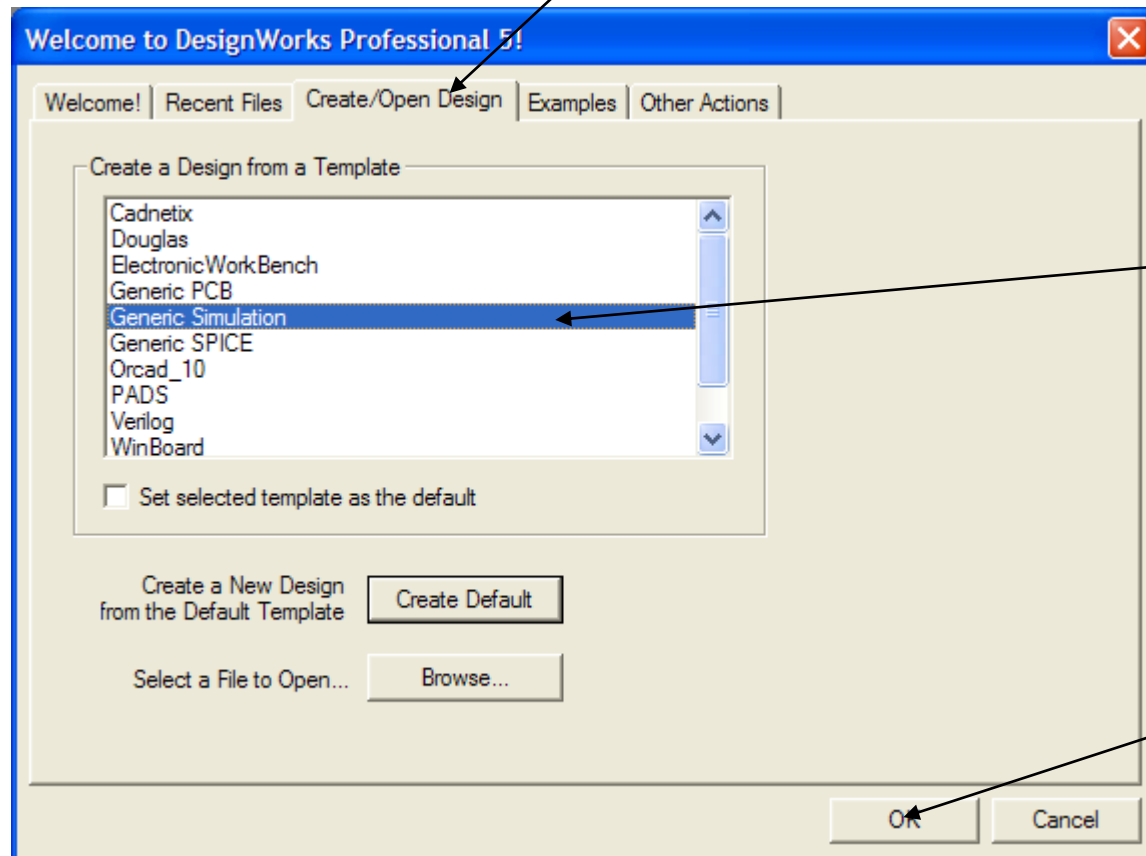 Welcome to DesignWorks Professional 5!
Welcome! Recent Files Create/Open Design Examples Other Actions
Create a Design from a Template
Cadnetix
Douglas
ElectronicWorkBench
Generic PCB
Generic Simulation
Generic SPICE
Orcad_10
PADS
Verilog
WinBoard
Set selected template as the default
Create a New Design
from the Default Template
Create Default
Select a File to Open...
Browse...
OK Cancel